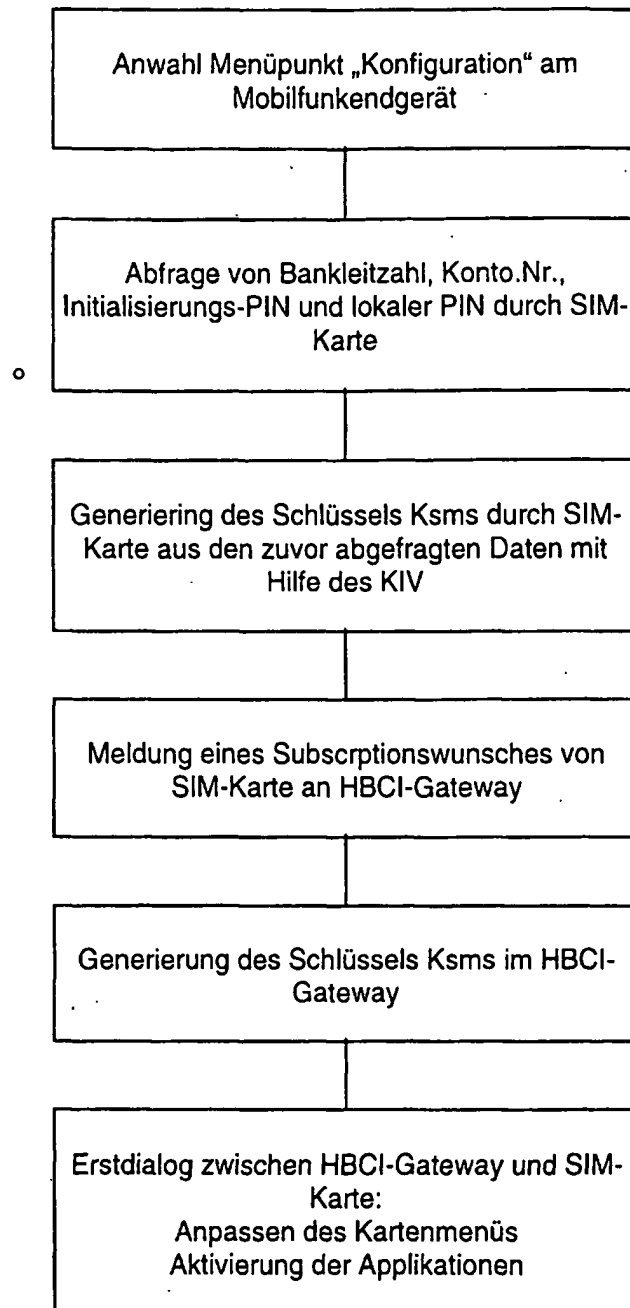 Anwahl Menüpunkt „Konfiguration“ am
Mobilfunkendgerät
Abfrage von Bankleitzahl, Konto.Nr.,
Initialisierungs-PIN und lokaler PIN durch SIM-
Karte
Generiering des Schlüssels Ksms durch SIM-
Karte aus den zuvor abgefragten Daten mit
Hilfe des KIV
Meldung eines Subscrptionswunsches von
SIM-Karte an HBCI-Gateway
Generierung des Schlüssels Ksms im HBCI-
Gateway
Erstdialog zwischen HBCI-Gateway und SIM-
Karte:
Anpassen des Kartenmenüs
Aktivierung der Applikationen